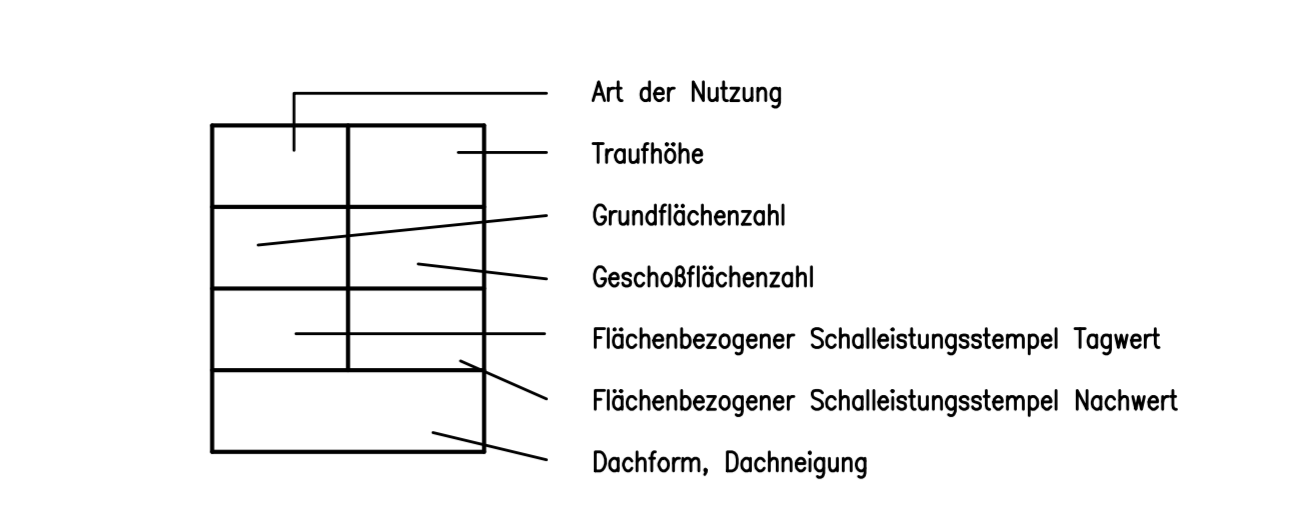 Art der Nutzung
Traufhöhe
Grundflächenzahl
Geschoßflächenzahl
Flächenbezogener Schalleistungsstempel Tagwert
Flächenbezogener Schalleistungsstempel Nachwert
Dachform, Dachneigung